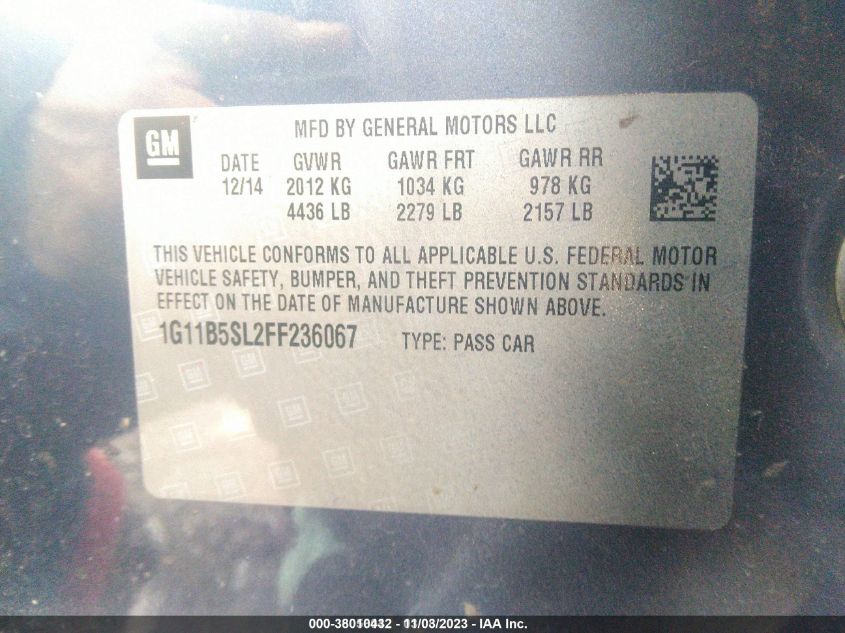 GM
MFD BY GENERAL MOTORS LLC
DATE GVWR GAWR FRT GAWR RR
12/14 2012 KG 1034 KG 978 KG
4436 LB 2279 LB 2157 LB
THIS VEHICLE CONFORMS TO ALL APPLICABLE U.S. FEDERAL MOTOR
VEHICLE SAFETY, BUMPER, AND THEFT PREVENTION STANDARDS IN
EFFECT ON THE DATE OF MANUFACTURE SHOWN ABOVE.
1G11B5SL2FF236067 TYPE: PASS CAR
000-38010432 - 11/03/2023 - IAA Inc.